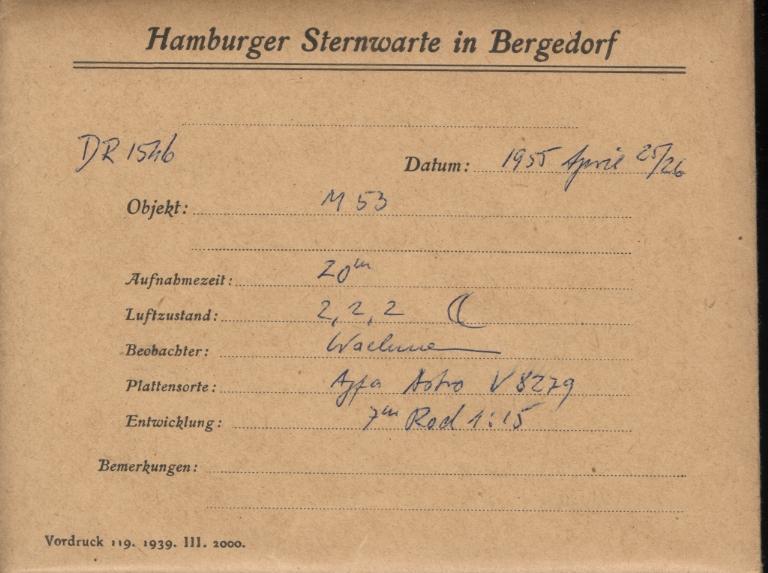 Hamburger Sternwarte in Bergedorf
DR 1546
Datum: 1955 April 25/26
Objekt: M 53
Aufnahmezeit: 20m
Luftzustand: 2, 2, 2 ☾
Beobachter: Wachmann
Plattensorte: Agfa Astro V 8279
Entwicklung: 7m Rod 1:15
Bemerkungen:
Vordruck 119. 1939. III. 2000.